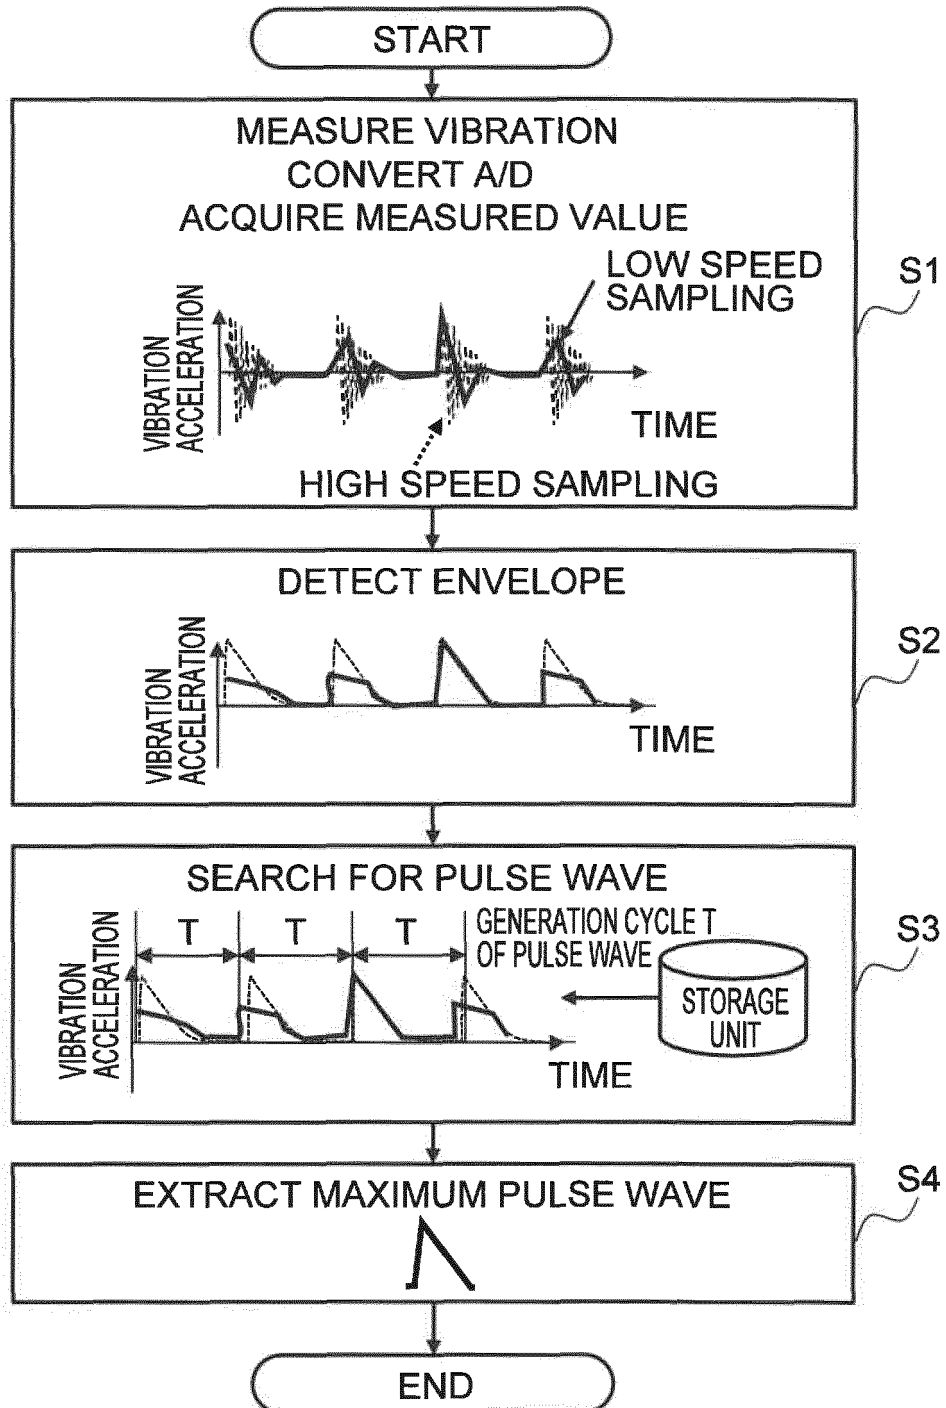 START
MEASURE VIBRATION
CONVERT A/D
ACQUIRE MEASURED VALUE
S1
LOW SPEED
SAMPLING
VIBRATION
ACCELERATION
TIME
HIGH SPEED SAMPLING
DETECT ENVELOPE
S2
VIBRATION
ACCELERATION
TIME
SEARCH FOR PULSE WAVE
S3
T
T
T
GENERATION CYCLE T
OF PULSE WAVE
VIBRATION
ACCELERATION
STORAGE
UNIT
TIME
EXTRACT MAXIMUM PULSE WAVE
S4
END